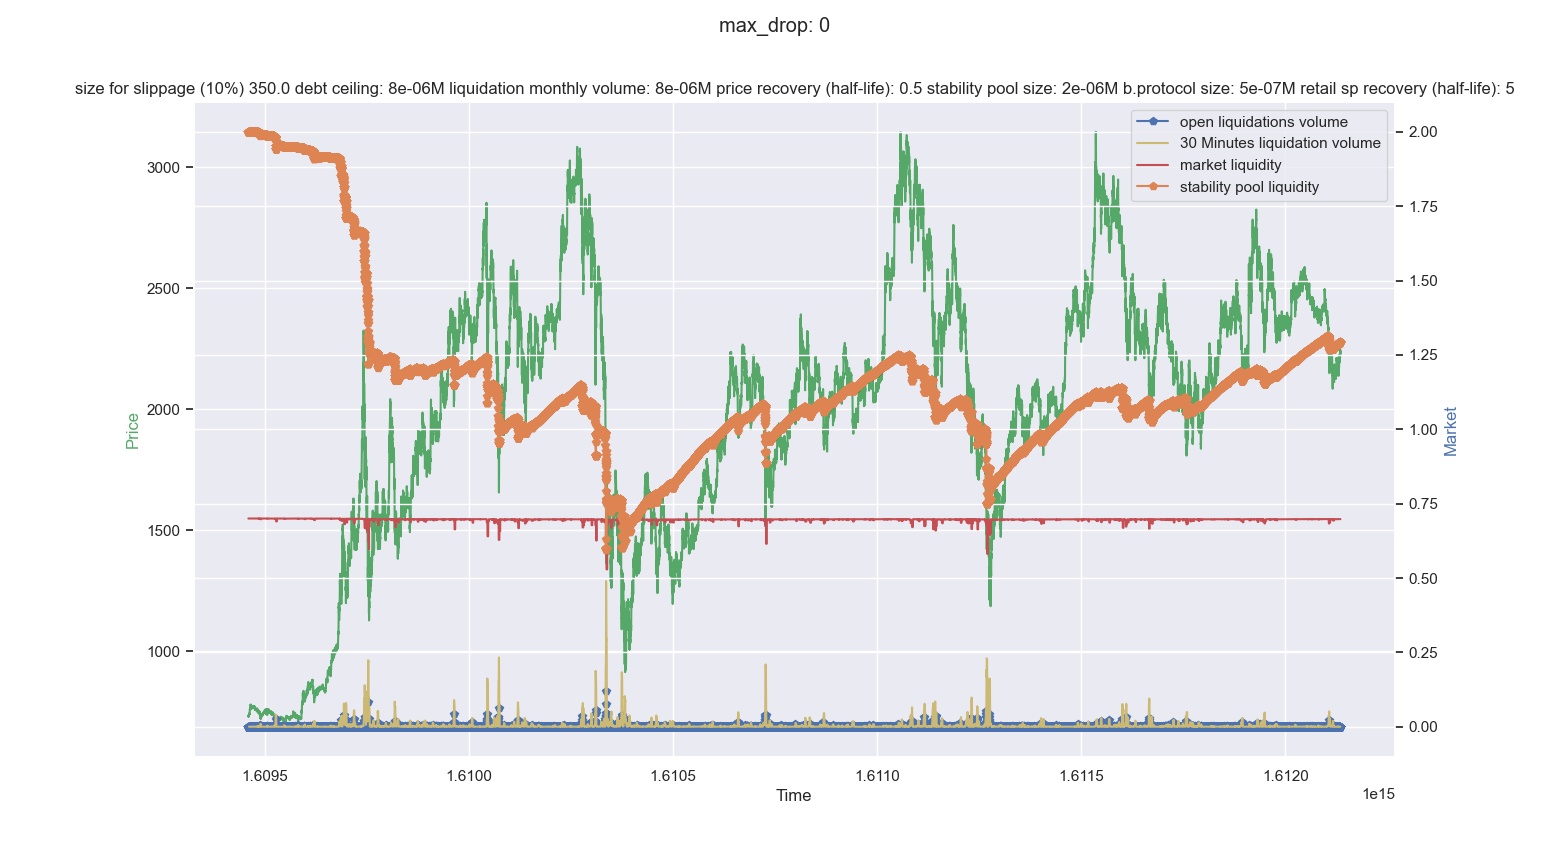 max_drop: 0
size for slippage (10%) 350.0 debt ceiling: 8e-06M liquidation monthly volume: 8e-06M price recovery (half-life): 0.5 stability pool size: 2e-06M b.protocol size: 5e-07M retail sp recovery (half-life): 5
open liquidations volume
30 Minutes liquidation volume
market liquidity
stability pool liquidity
3000
2500
2000
1500
1000
Price
2.00
1.75
1.50
1.25
1.00
0.75
0.50
0.25
0.00
Market
1.6095 1.6100 1.6105 1.6110 1.6115 1.6120
1e15
Time